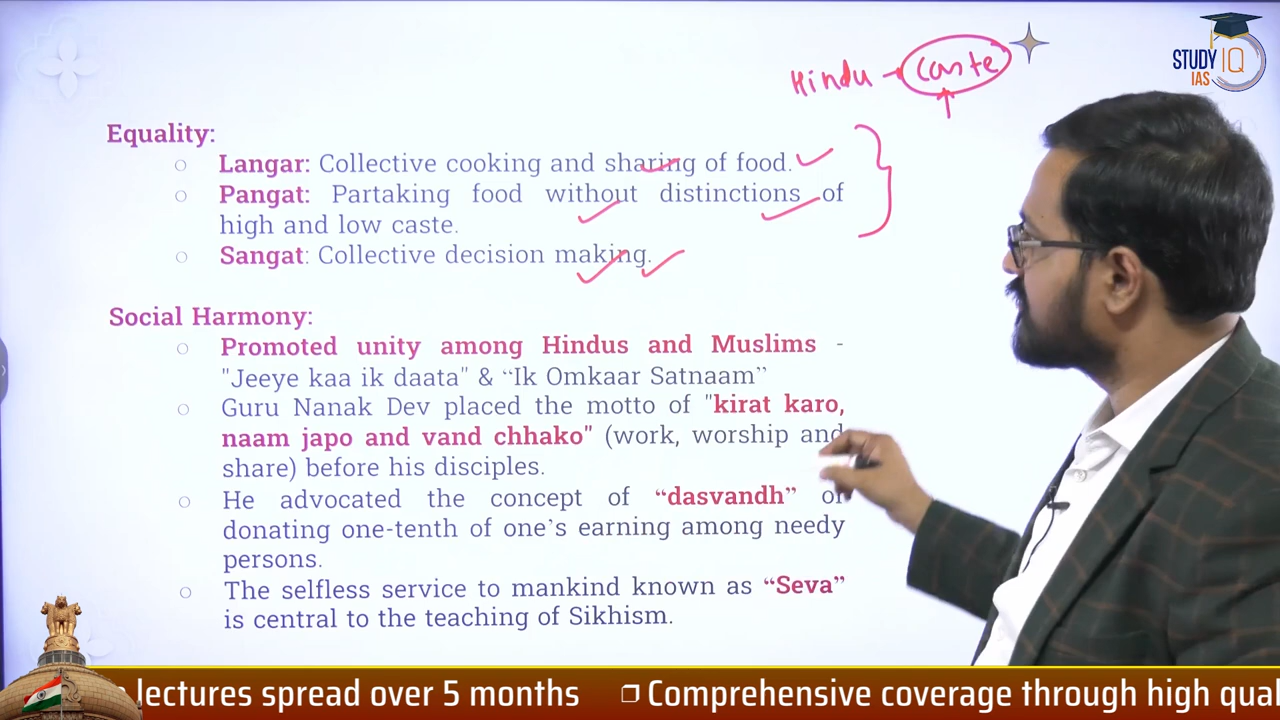 Hindu → Caste
STUDY IQ
IAS
Equality:
○ Langar: Collective cooking and sharing of food.
○ Pangat: Partaking food without distinctions of
high and low caste.
○ Sangat: Collective decision making.
Social Harmony:
○ Promoted unity among Hindus and Muslims -
"Jeeye kaa ik daata" & “Ik Omkaar Satnaam”
○ Guru Nanak Dev placed the motto of "kirat karo,
naam japo and vand chhako" (work, worship and
share) before his disciples.
○ He advocated the concept of “dasvandh” or
donating one-tenth of one’s earning among needy
persons.
○ The selfless service to mankind known as “Seva”
is central to the teaching of Sikhism.
lectures spread over 5 months ❐ Comprehensive coverage through high qual